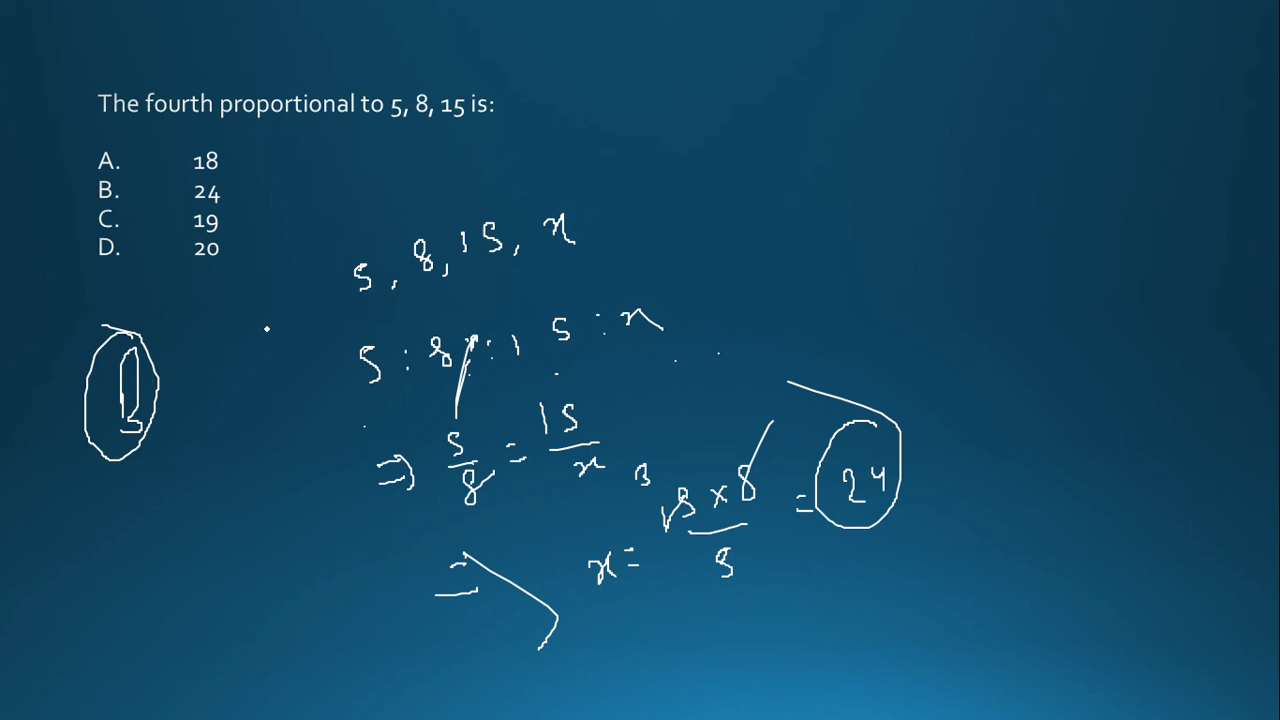 The fourth proportional to 5, 8, 15 is:
A. 18
B. 24
C. 19
D. 20
5, 8, 15, x
5 : 8 :: 15 : x
⇒ 5/8 = 15/x
3
x = 15 × 8 / 5 = 24